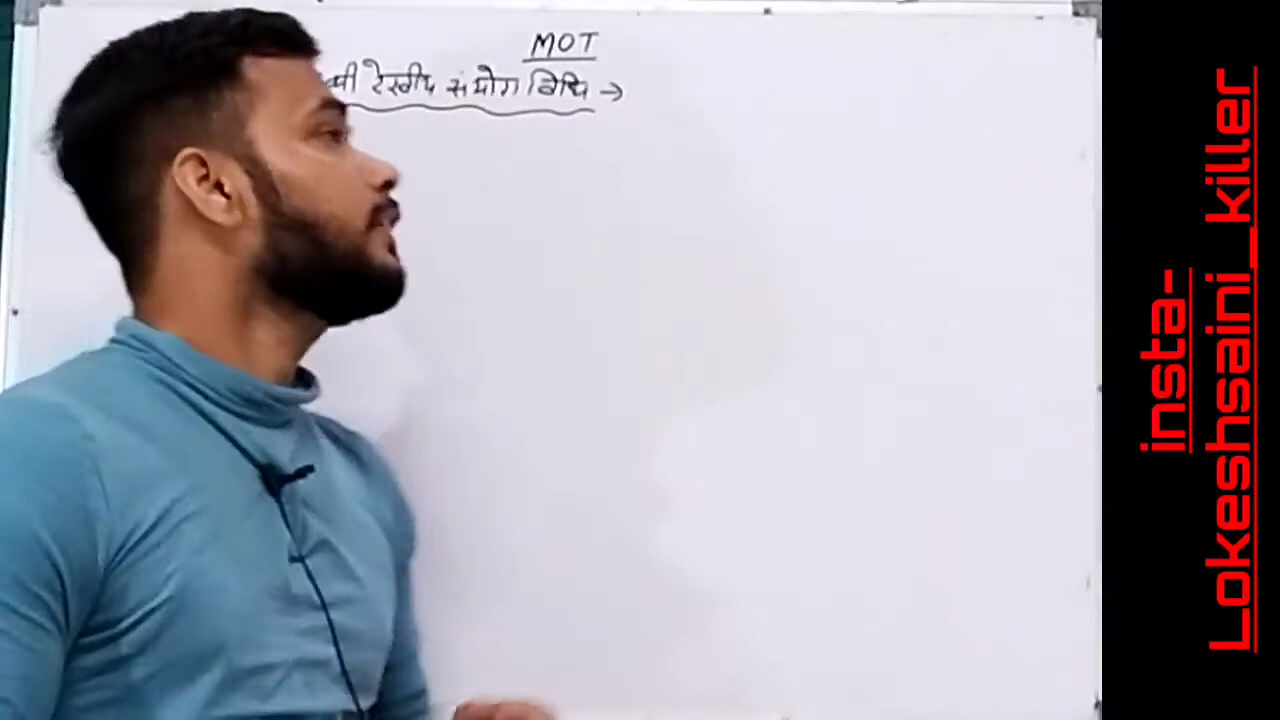 MOT
रेखीय संयोग विधि →
insta-
Lokeshsaini_killer